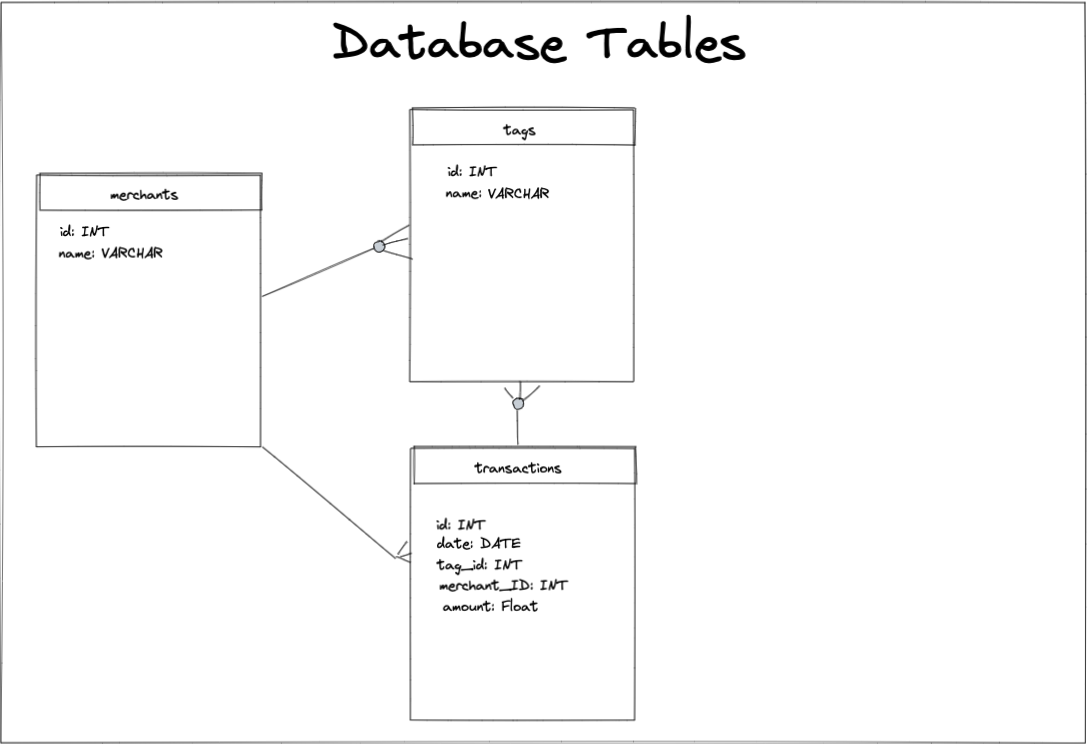 Database Tables
merchants
id: INT
name: VARCHAR
tags
id: INT
name: VARCHAR
transactions
id: INT
date: DATE
tag_id: INT
merchant_ID: INT
amount: Float